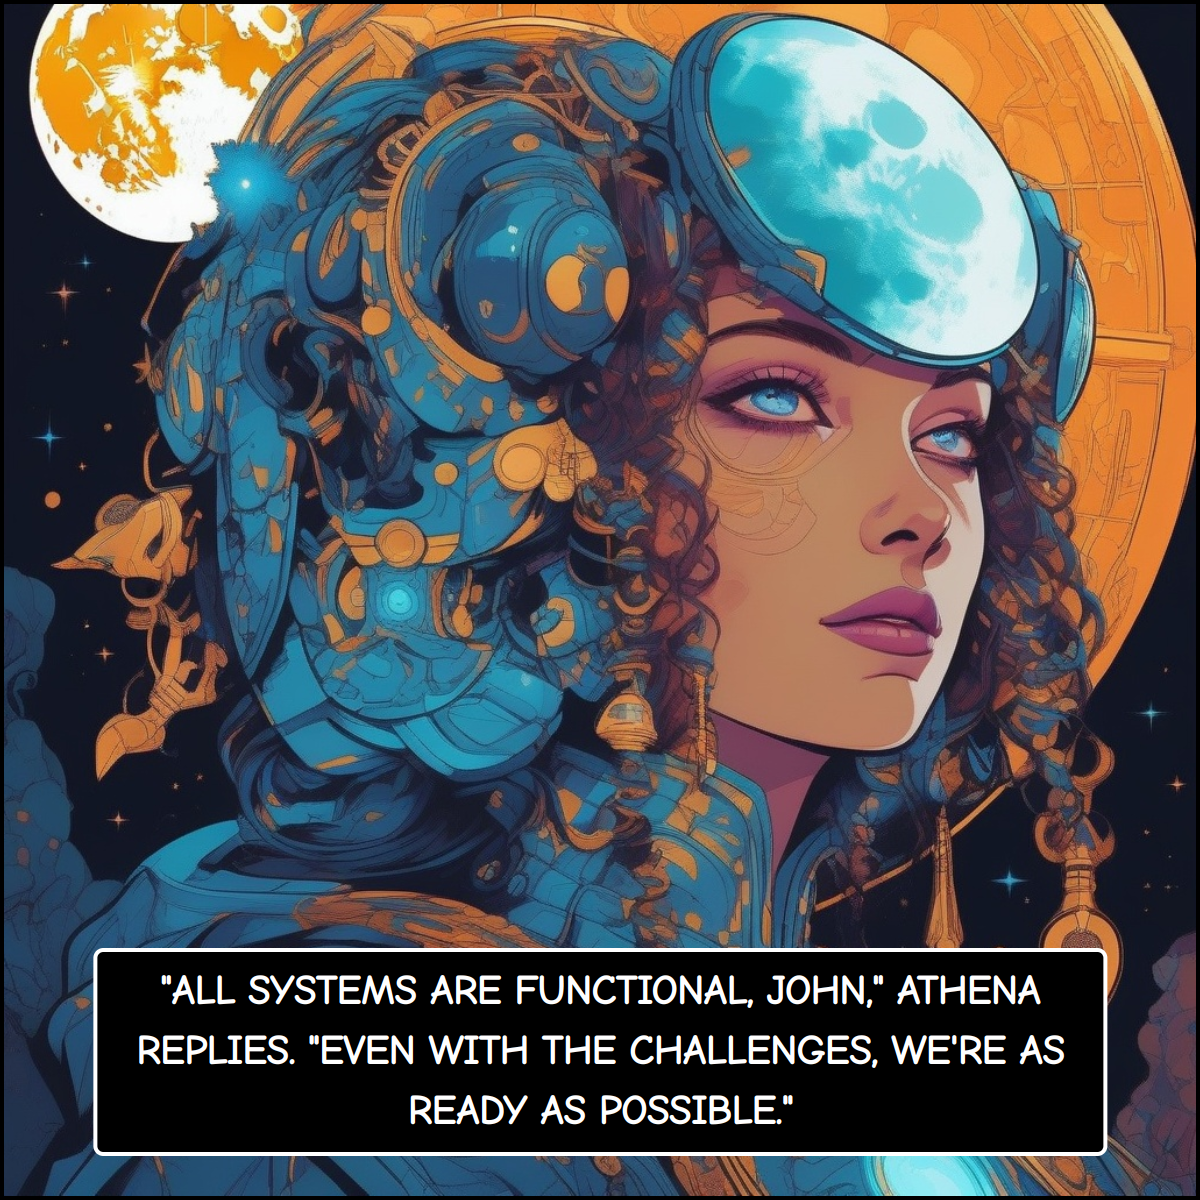 "ALL SYSTEMS ARE FUNCTIONAL, JOHN," ATHENA
REPLIES. "EVEN WITH THE CHALLENGES, WE'RE AS
READY AS POSSIBLE."